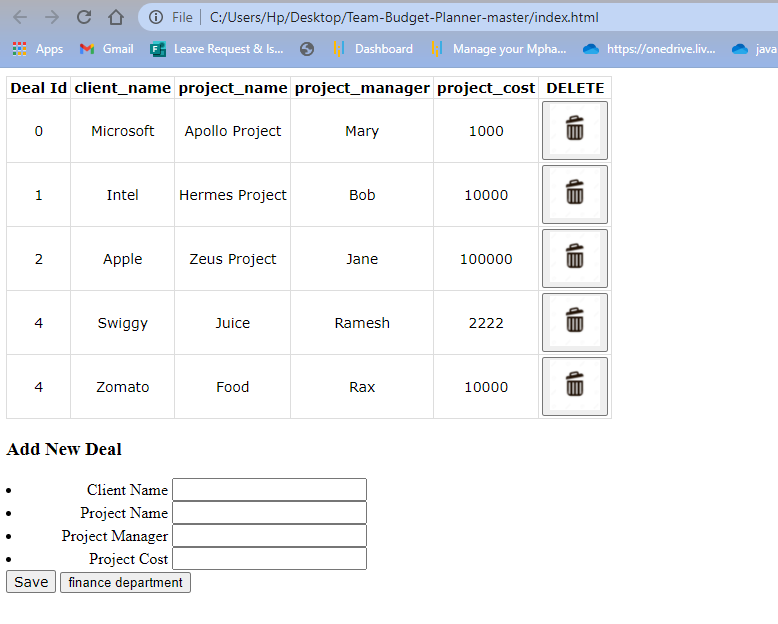 File C:/Users/Hp/Desktop/Team-Budget-Planner-master/index.html
Apps Gmail Leave Request & Is... Dashboard Manage your Mpha... https://onedrive.liv... java
Deal Id client_name project_name project_manager project_cost DELETE
0 Microsoft Apollo Project Mary 1000
1 Intel Hermes Project Bob 10000
2 Apple Zeus Project Jane 100000
4 Swiggy Juice Ramesh 2222
4 Zomato Food Rax 10000
Add New Deal
• Client Name
• Project Name
• Project Manager
• Project Cost
Save finance department